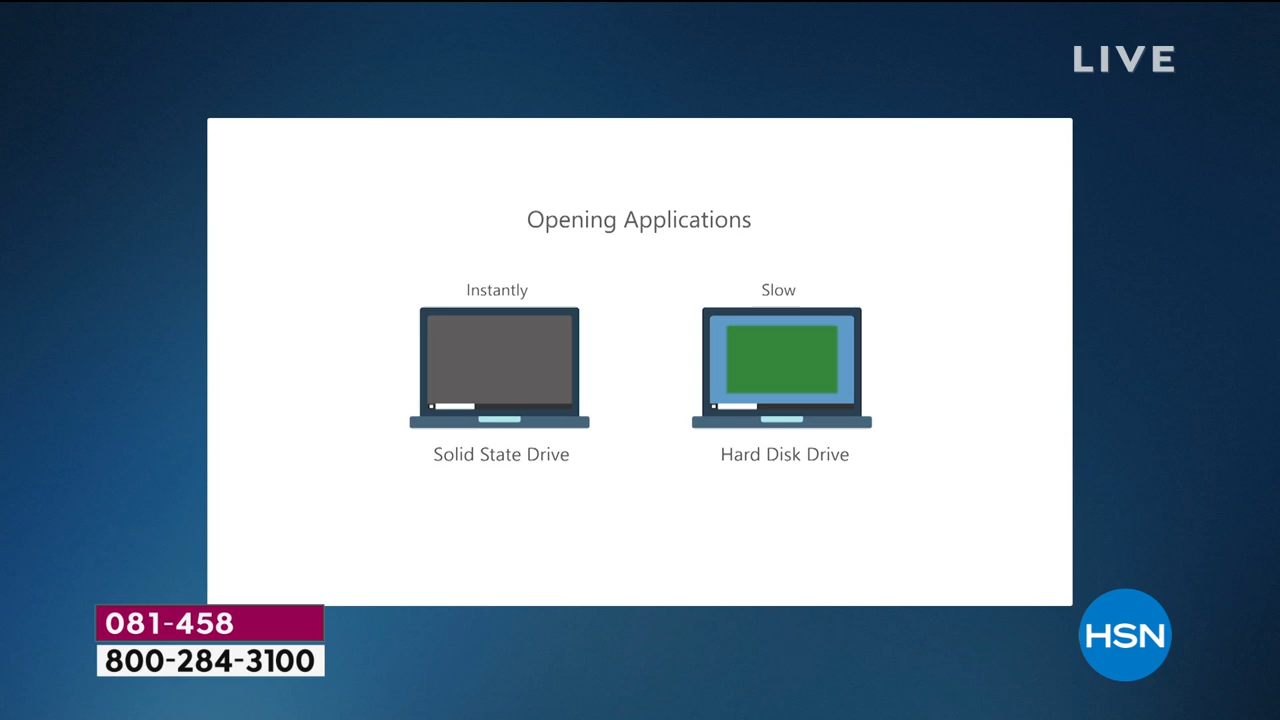 LIVE
Opening Applications
Instantly
Slow
Solid State Drive
Hard Disk Drive
081-458
800-284-3100
HSN